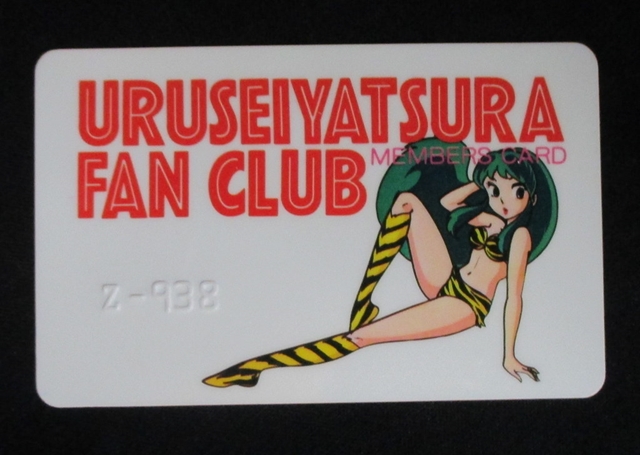 URUSEIYATSURA
FAN CLUB
MEMBERS CARD
Z-938